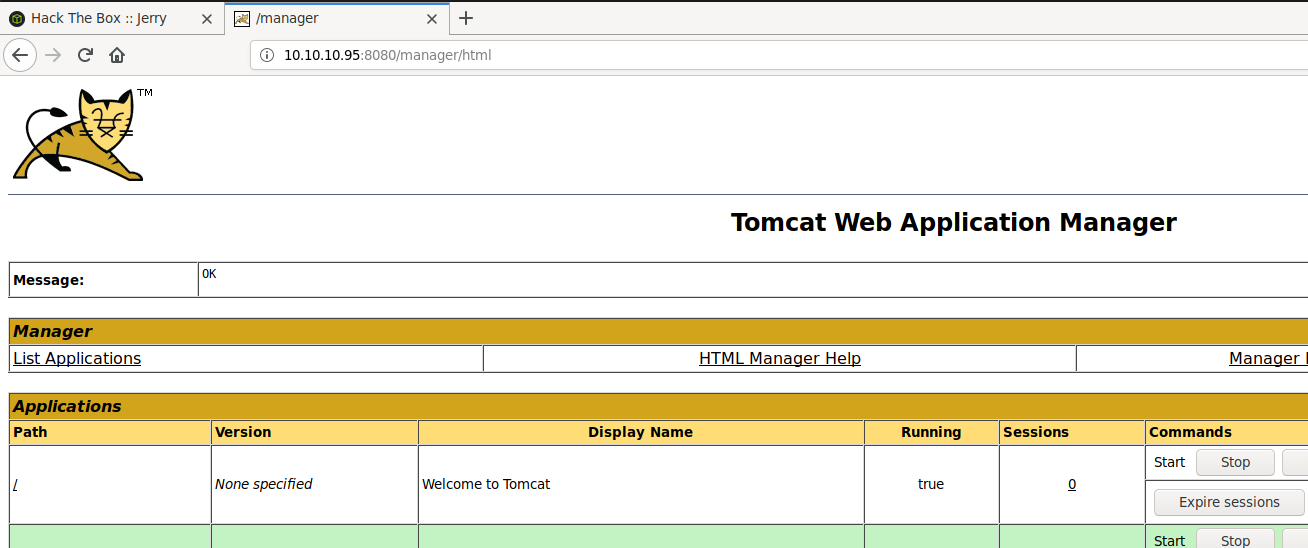 Hack The Box :: Jerry
/manager
10.10.10.95:8080/manager/html
TM
Tomcat Web Application Manager
Message: OK
Manager
List Applications HTML Manager Help Manager
Applications
Path Version Display Name Running Sessions Commands
/ None specified Welcome to Tomcat true 0 Start Stop
Expire sessions
Start Stop